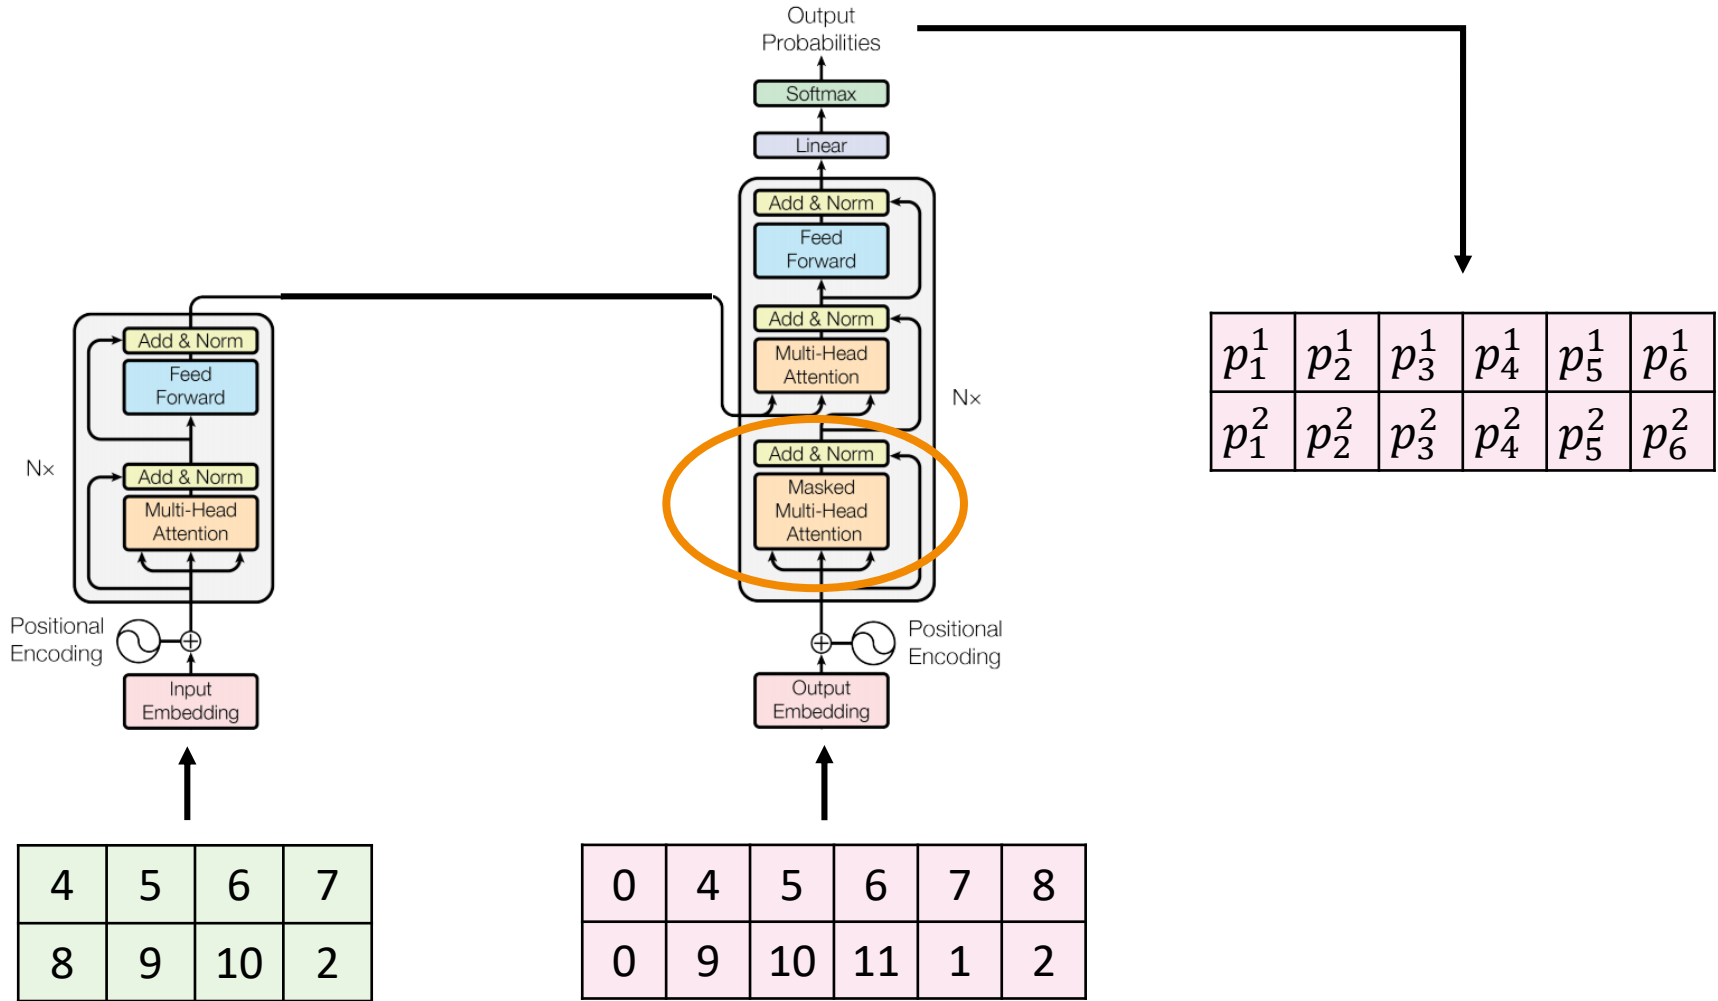 Output
Probabilities
Softmax
Linear
Add & Norm
Feed
Forward
Add & Norm
Multi-Head
Attention
Nx
Add & Norm
Masked
Multi-Head
Attention
Positional
Encoding
Output
Embedding
Add & Norm
Feed
Forward
Nx
Add & Norm
Multi-Head
Attention
Positional
Encoding
Input
Embedding
4 5 6 7
8 9 10 2
0 4 5 6 7 8
0 9 10 11 1 2
p₁¹ p₂¹ p₃¹ p₄¹ p₅¹ p₆¹
p₁² p₂² p₃² p₄² p₅² p₆²